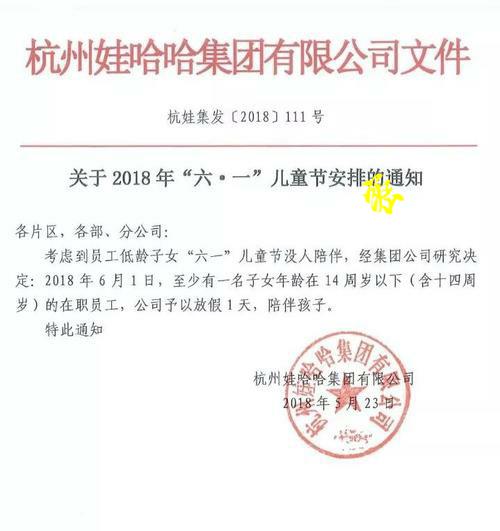 杭州娃哈哈集团有限公司文件
杭娃集发〔2018〕111 号
关于 2018 年“六·一”儿童节安排的通知
各片区，各部、分公司：
考虑到员工低龄子女“六一”儿童节没人陪伴，经集团公司研究决
定：2018 年 6 月 1 日，至少有一名子女年龄在 14 周岁以下（含十四周
岁）的在职员工，公司予以放假 1 天，陪伴孩子。
特此通知
杭州娃哈哈集团有限公司
2018 年 5 月 23 日
杭州娃哈哈集团有限公司